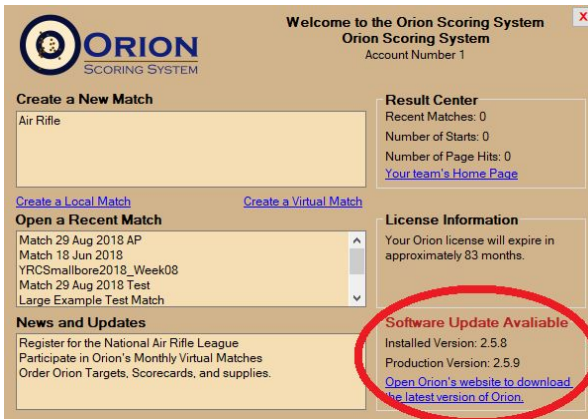 ORION
SCORING SYSTEM
Welcome to the Orion Scoring System
Orion Scoring System
Account Number 1
X
Create a New Match
Air Rifle
Create a Local Match
Create a Virtual Match
Open a Recent Match
Match 29 Aug 2018 AP
Match 18 Jun 2018
YRCSmallbore2018_Week08
Match 29 Aug 2018 Test
Large Example Test Match
News and Updates
Register for the National Air Rifle League
Participate in Orion's Monthly Virtual Matches
Order Orion Targets, Scorecards, and supplies.
Result Center
Recent Matches: 0
Number of Starts: 0
Number of Page Hits: 0
Your team's Home Page
License Information
Your Orion license will expire in
approximately 83 months.
Software Update Avaliable
Installed Version: 2.5.8
Production Version: 2.5.9
Open Orion's website to download
the latest version of Orion.